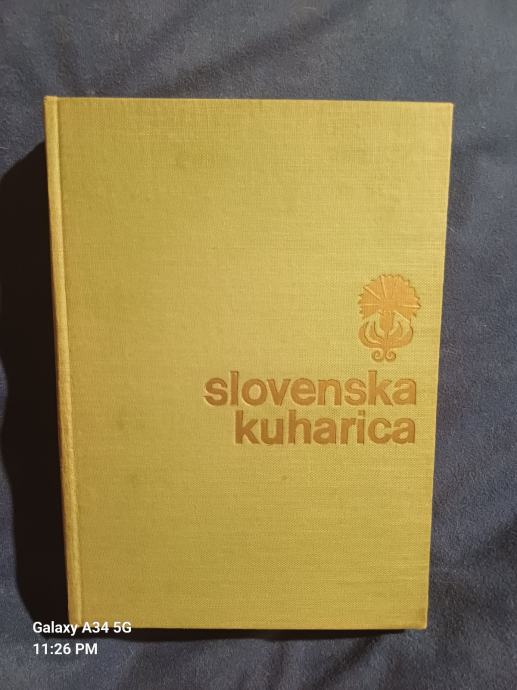 slovenska
kuharica
Galaxy A34 5G
11:26 PM